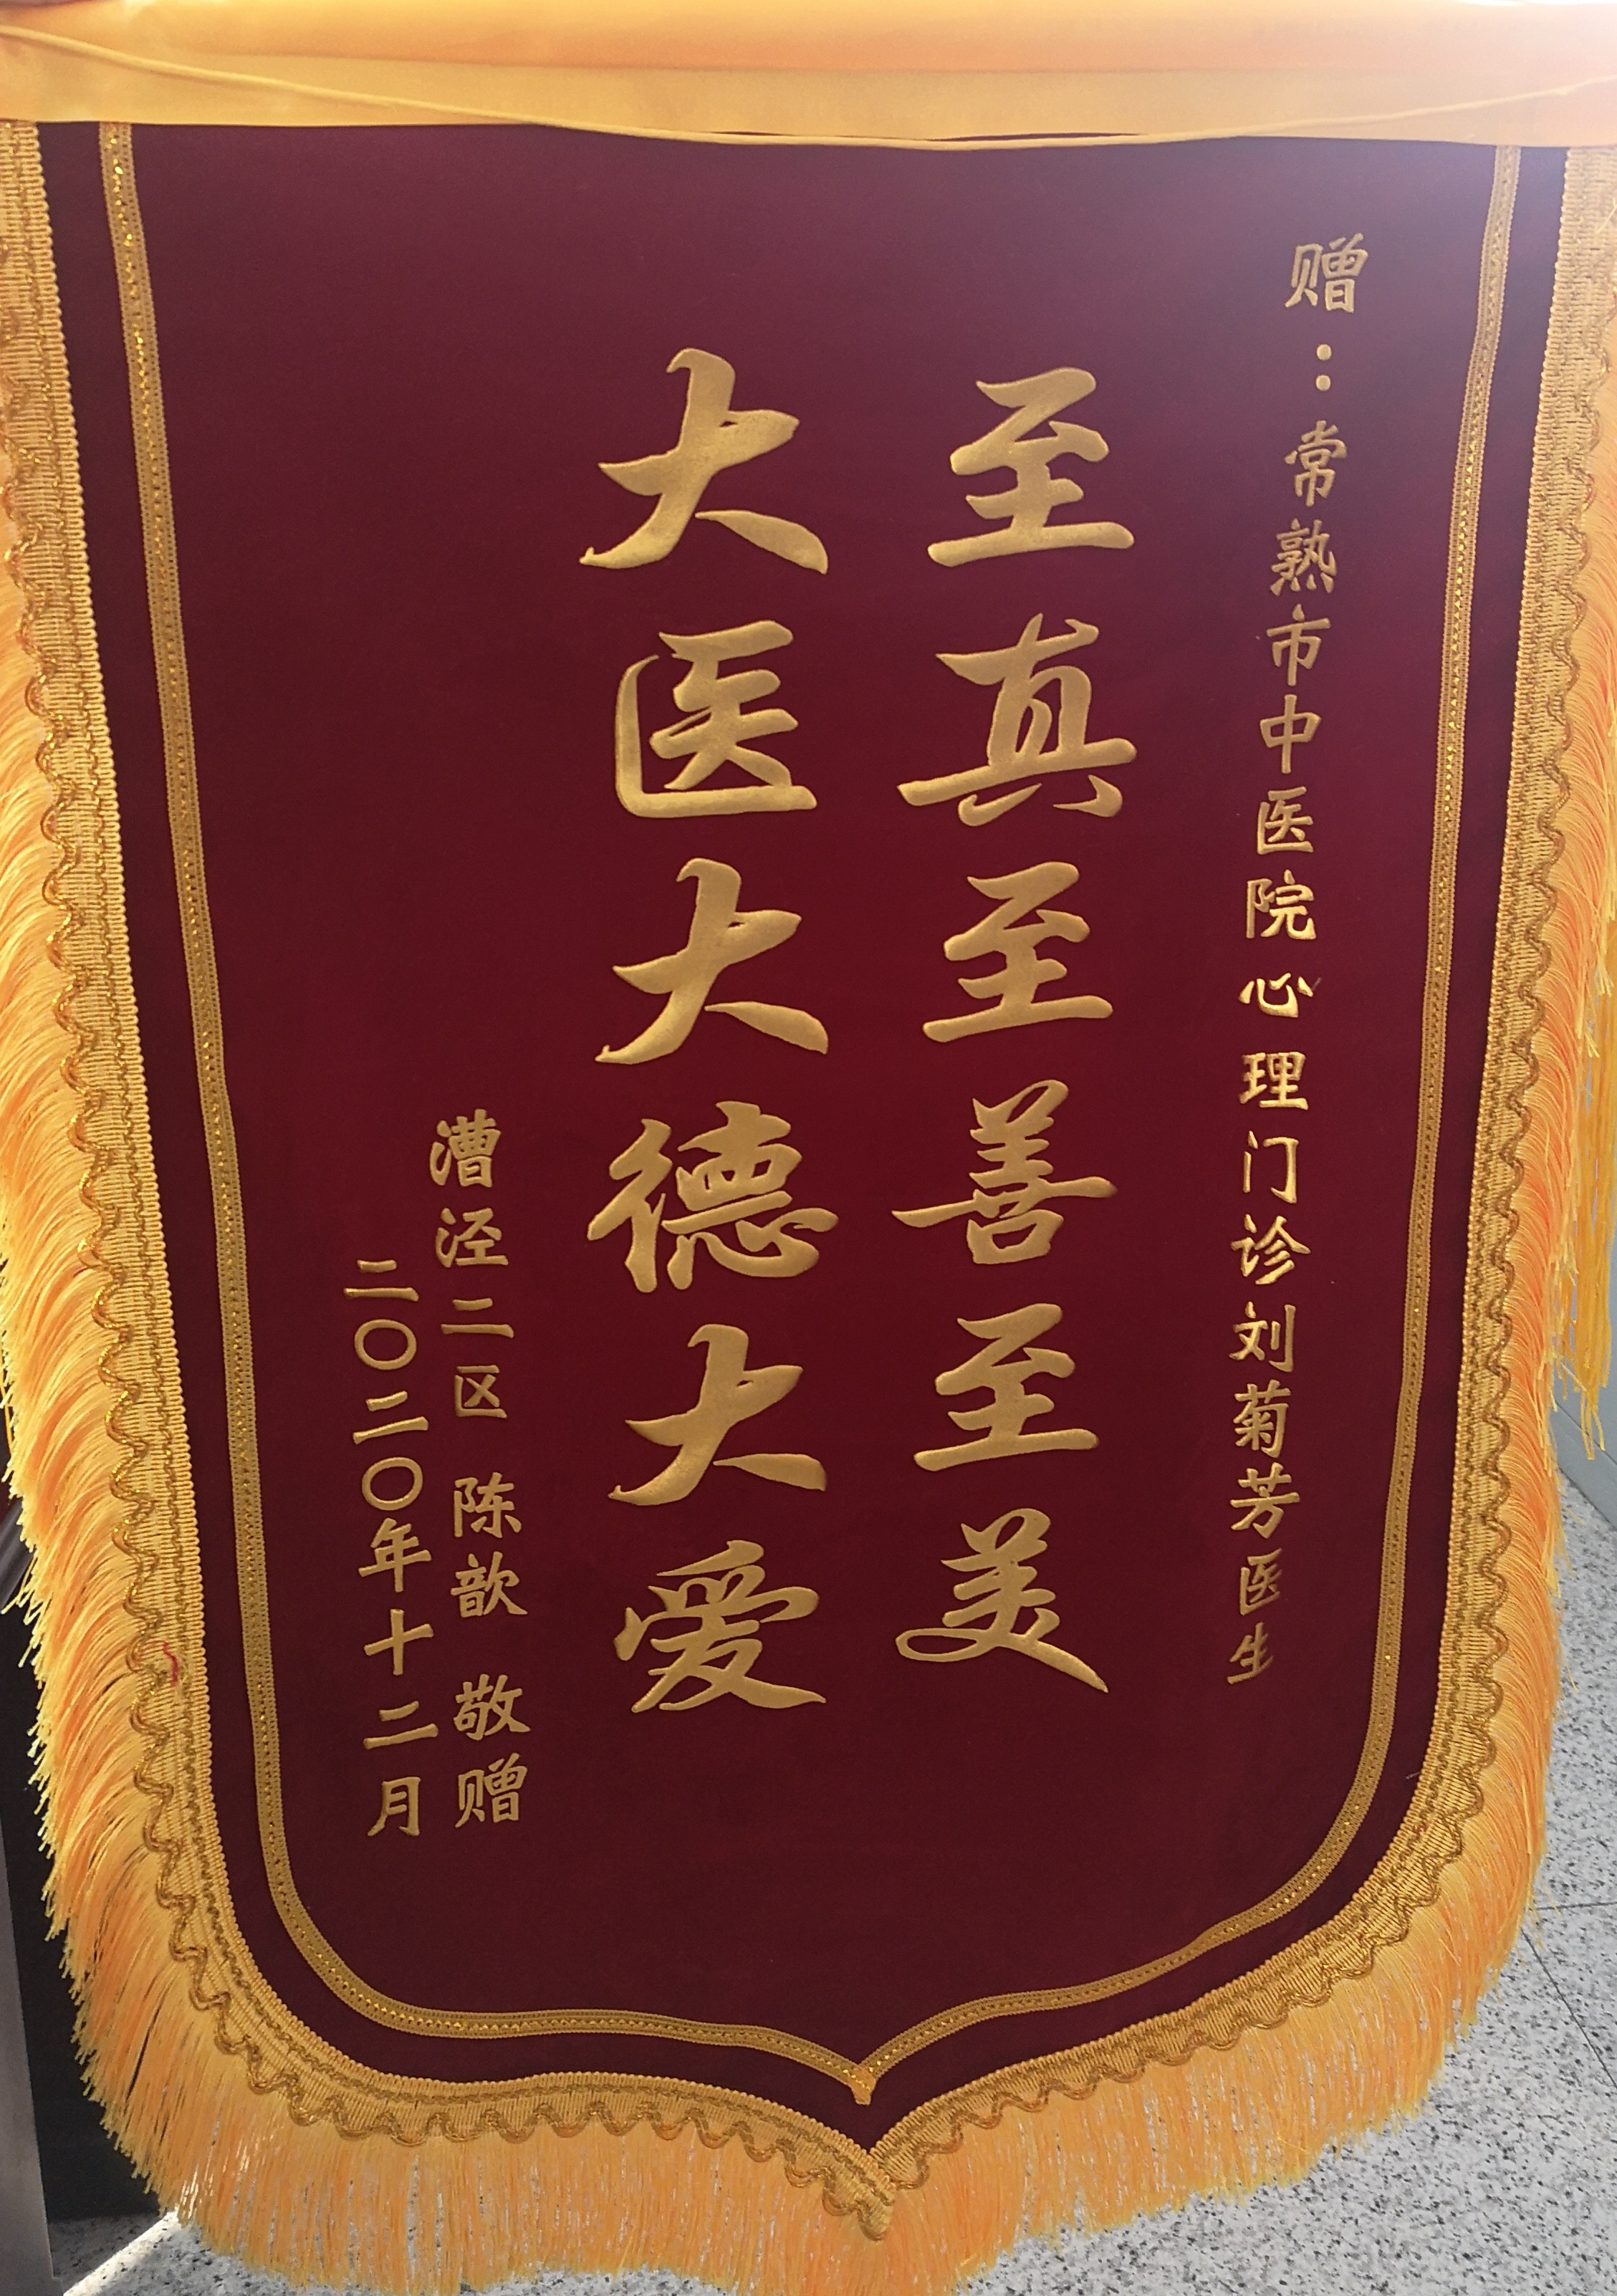 赠：常熟市中医院心理门诊刘菊芳医生
至真至善至美
大医大德大爱
漕泾二区 陈歆 敬赠
二〇二〇年十二月